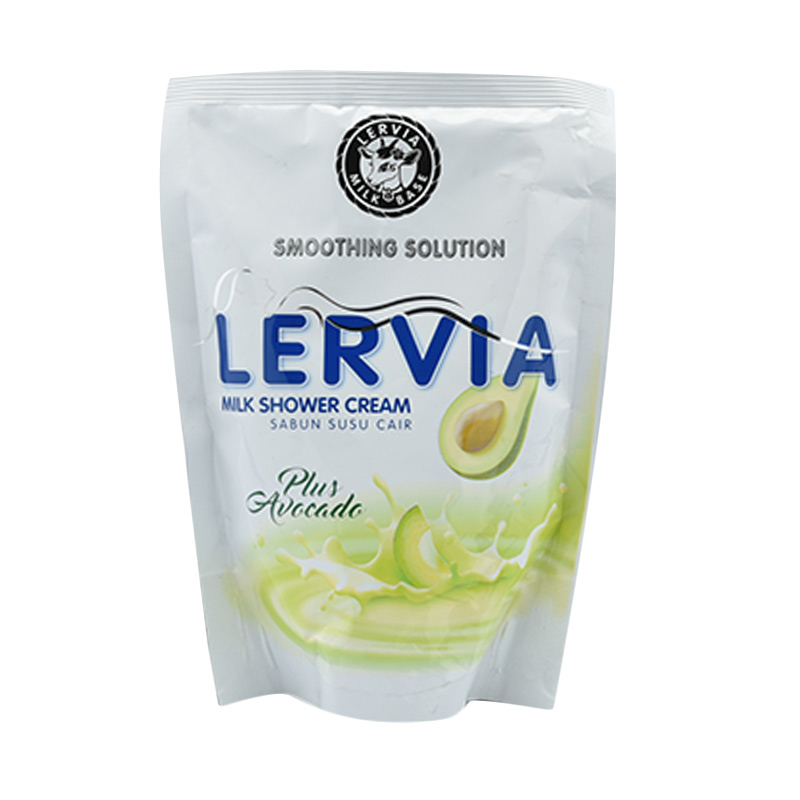 LERVIA
MILK BASE
SMOOTHING SOLUTION
LERVIA
MILK SHOWER CREAM
SABUN SUSU CAIR
Plus
Avocado